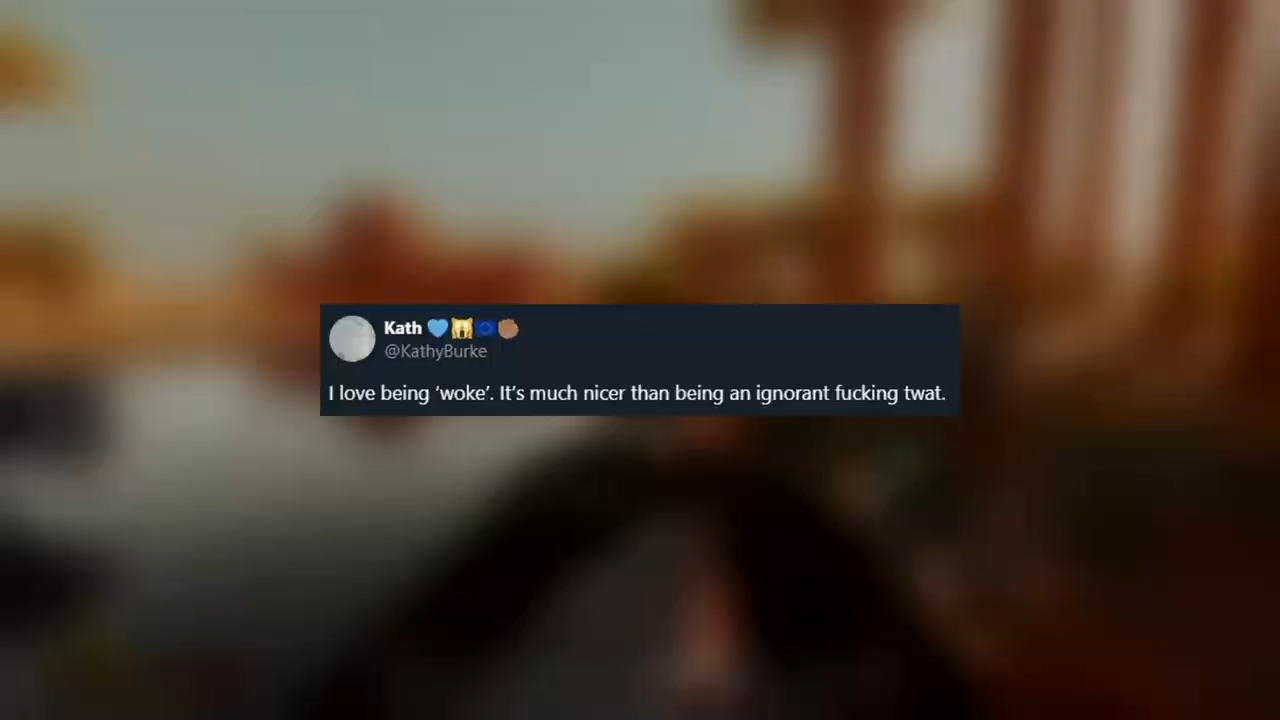 Kath 💙🙀🇪🇺✊🏽
@KathyBurke
I love being ‘woke’. It’s much nicer than being an ignorant fucking twat.